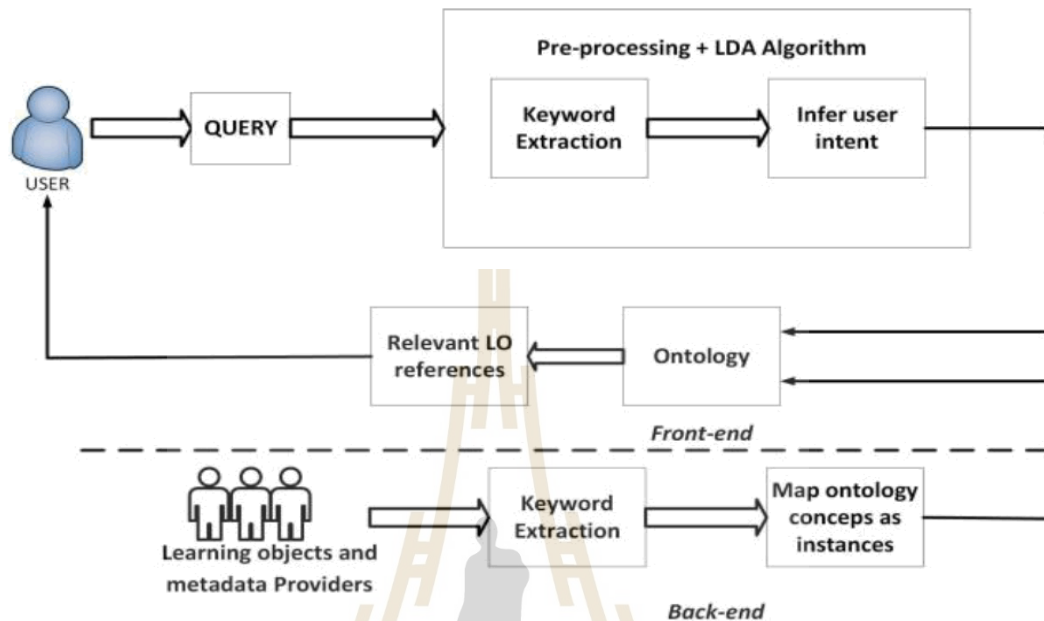 Pre-processing + LDA Algorithm
USER
QUERY
Keyword
Extraction
Infer user
intent
Relevant LO
references
Ontology
Front-end
Learning objects and
metadata Providers
Keyword
Extraction
Map ontology
conceps as
instances
Back-end